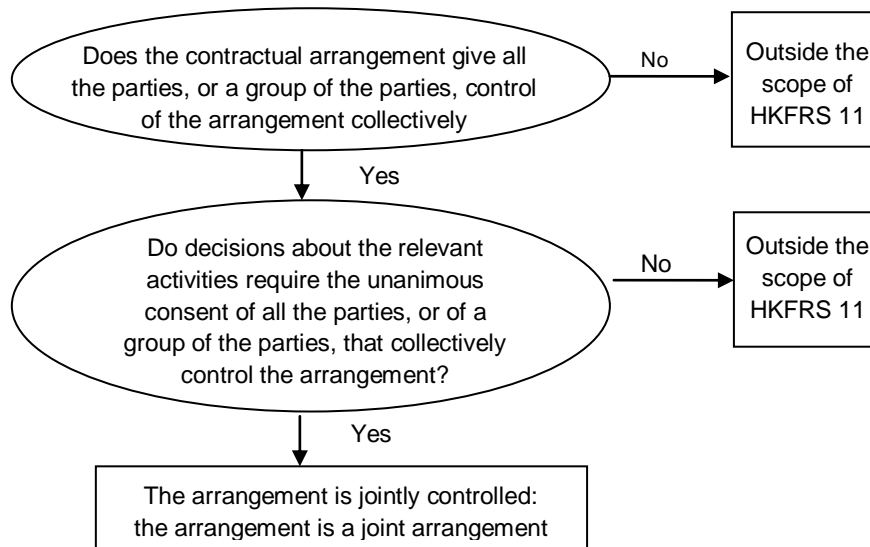 Does the contractual arrangement give all
the parties, or a group of the parties, control
of the arrangement collectively
No
Outside the
scope of
HKFRS 11
Yes
Do decisions about the relevant
activities require the unanimous
consent of all the parties, or of a
group of the parties, that collectively
control the arrangement?
No
Outside the
scope of
HKFRS 11
Yes
The arrangement is jointly controlled:
the arrangement is a joint arrangement